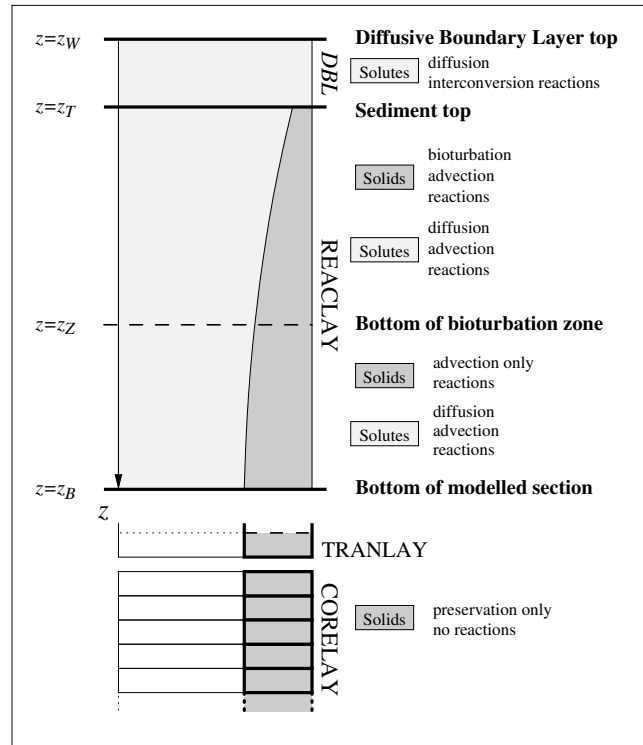 z=z_W
Diffusive Boundary Layer top
DBL
Solutes
diffusion
interconversion reactions
z=z_T
Sediment top
Solids
bioturbation
advection
reactions
REACLAY
Solutes
diffusion
advection
reactions
z=z_Z
Bottom of bioturbation zone
Solids
advection only
reactions
Solutes
diffusion
advection
reactions
z=z_B
Bottom of modelled section
z
TRANLAY
CORELAY
Solids
preservation only
no reactions